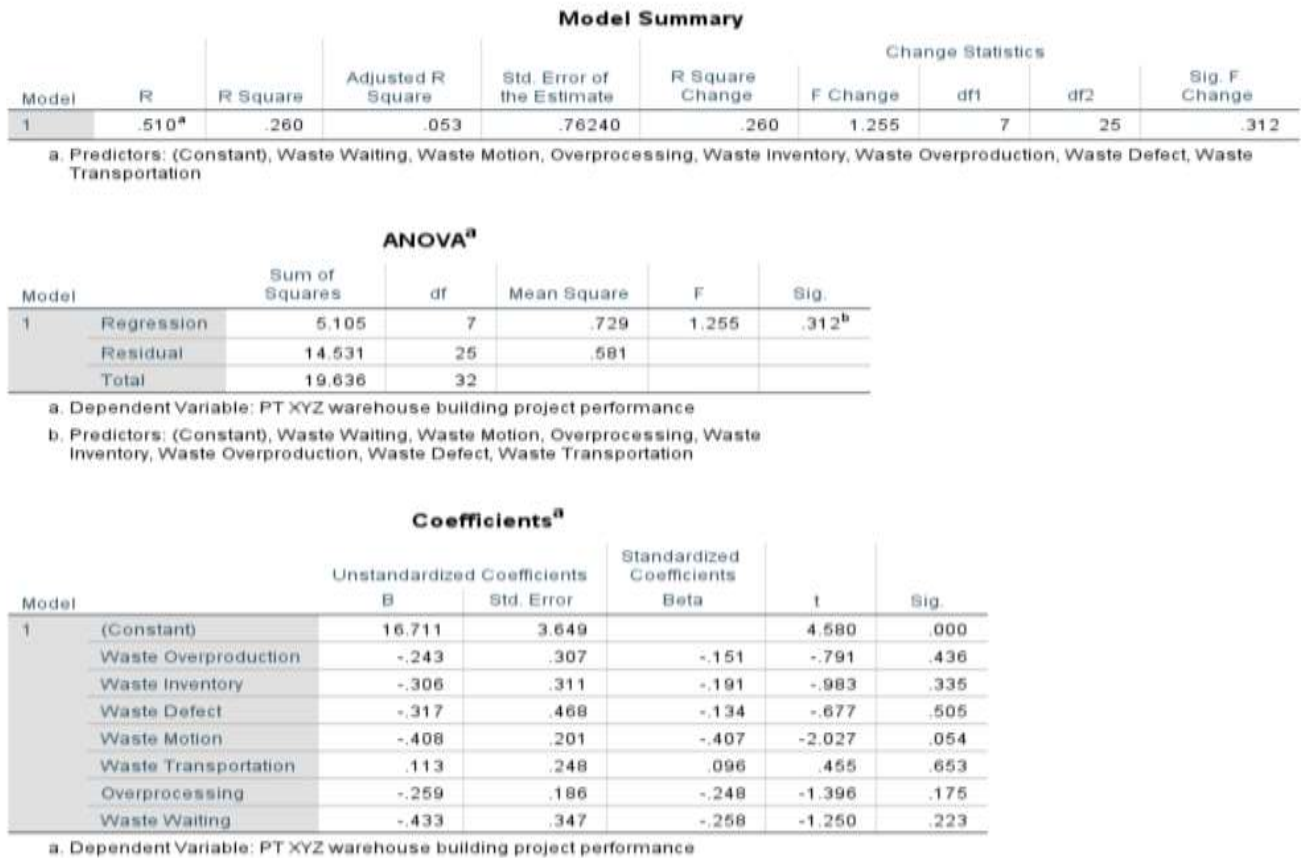 Model Summary
Change Statistics
Model R R Square Adjusted R Square Std. Error of the Estimate R Square Change F Change df1 df2 Sig. F Change
1 .510a .260 .053 .76240 .260 1.255 7 25 .312
a. Predictors: (Constant), Waste Waiting, Waste Motion, Overprocessing, Waste Inventory, Waste Overproduction, Waste Defect, Waste
Transportation
ANOVAa
Model Sum of Squares df Mean Square F Sig.
1 Regression 5.105 7 .729 1.255 .312b
Residual 14.531 25 .581
Total 19.636 32
a. Dependent Variable: PT XYZ warehouse building project performance
b. Predictors: (Constant), Waste Waiting, Waste Motion, Overprocessing, Waste
Inventory, Waste Overproduction, Waste Defect, Waste Transportation
Coefficientsa
Unstandardized Coefficients Standardized Coefficients
Model B Std. Error Beta t Sig.
1 (Constant) 16.711 3.649 4.580 .000
Waste Overproduction -.243 .307 -.151 -.791 .436
Waste Inventory -.306 .311 -.191 -.983 .335
Waste Defect -.317 .468 -.134 -.677 .505
Waste Motion -.408 .201 -.407 -2.027 .054
Waste Transportation .113 .248 .096 .455 .653
Overprocessing -.259 .186 -.248 -1.396 .175
Waste Waiting -.433 .347 -.258 -1.250 .223
a. Dependent Variable: PT XYZ warehouse building project performance